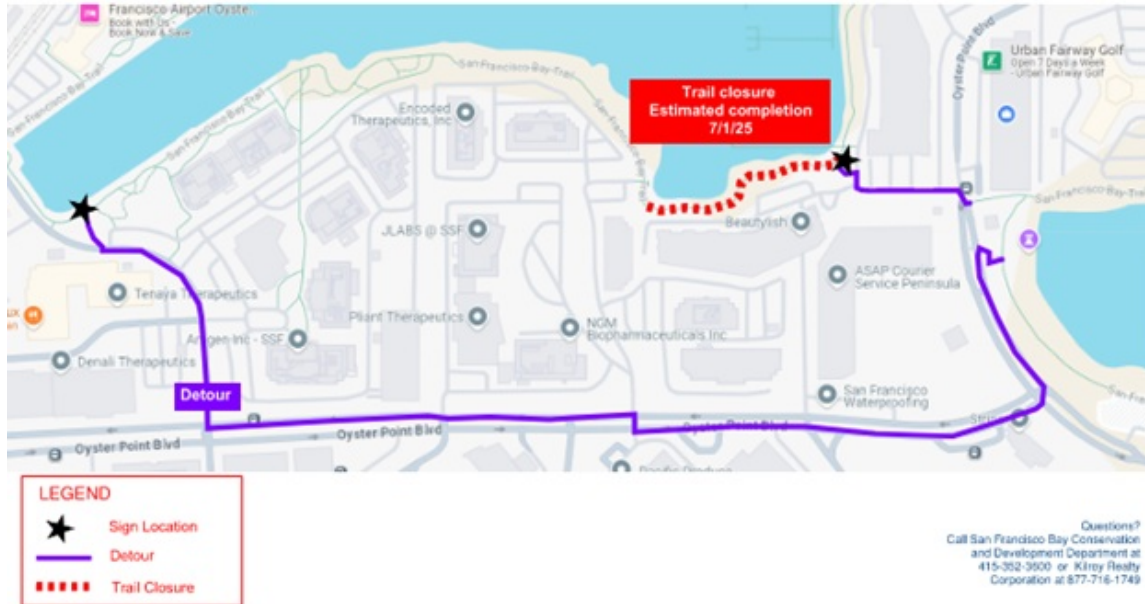 Francisco Airport Oyste...
Book with Us -
Book Now & Save
San Francisco Bay Trail
San Francisco Bay Trail
San Francisco Bay Trail
San Francisco Bay Trail
Encoded
Therapeutics, Inc
Trail closure
Estimated completion
7/1/25
Oyster Point Blvd
Urban Fairway Golf
Open 7 Days a Week
- Urban Fairway Golf
San Francisco Bay Trail
JLABS @ SSF
Beautylish
ASAP Courier
Service Peninsula
Tenaya Therapeutics
Pliant Therapeutics
NGM
Biopharmaceuticals Inc
Amgen Inc - SSF
Denali Therapeutics
Detour
San Francisco
Waterproofing
Oyster Point Blvd
Oyster Point Blvd
Oyster Point Blvd
LEGEND
Sign Location
Detour
Trail Closure
Questions?
Call San Francisco Bay Conservation
and Development Department at
415-352-3600 or Kilroy Realty
Corporation at 877-716-1749